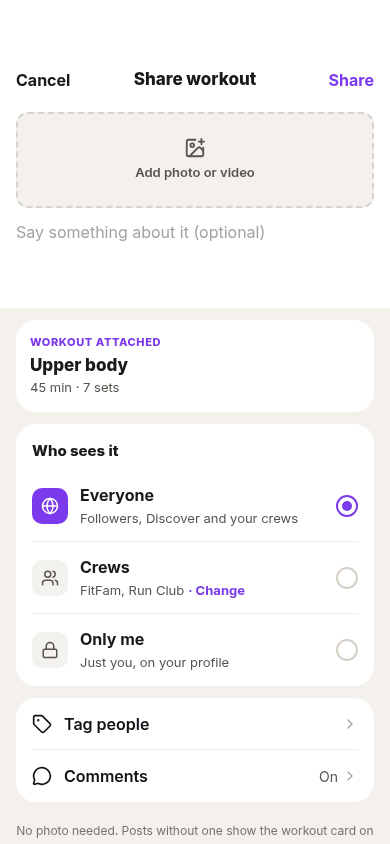 Cancel
Share workout
Share
Add photo or video
Say something about it (optional)
WORKOUT ATTACHED
Upper body
45 min · 7 sets
Who sees it
Everyone
Followers, Discover and your crews
Crews
FitFam, Run Club · Change
Only me
Just you, on your profile
Tag people
Comments
On
No photo needed. Posts without one show the workout card on